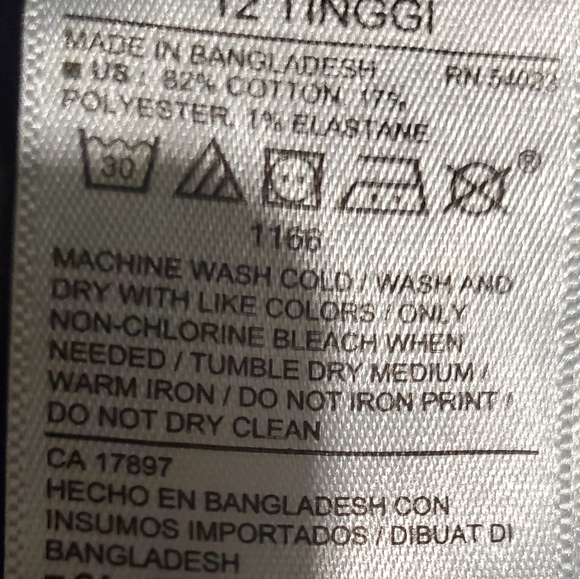 12 TINGGI
MADE IN BANGLADESH RN 54023
US : 82% COTTON, 17%
POLYESTER, 1% ELASTANE
30 ®
1166
MACHINE WASH COLD / WASH AND
DRY WITH LIKE COLORS / ONLY
NON-CHLORINE BLEACH WHEN
NEEDED / TUMBLE DRY MEDIUM /
WARM IRON / DO NOT IRON PRINT /
DO NOT DRY CLEAN
CA 17897
HECHO EN BANGLADESH CON
INSUMOS IMPORTADOS / DIBUAT DI
BANGLADESH